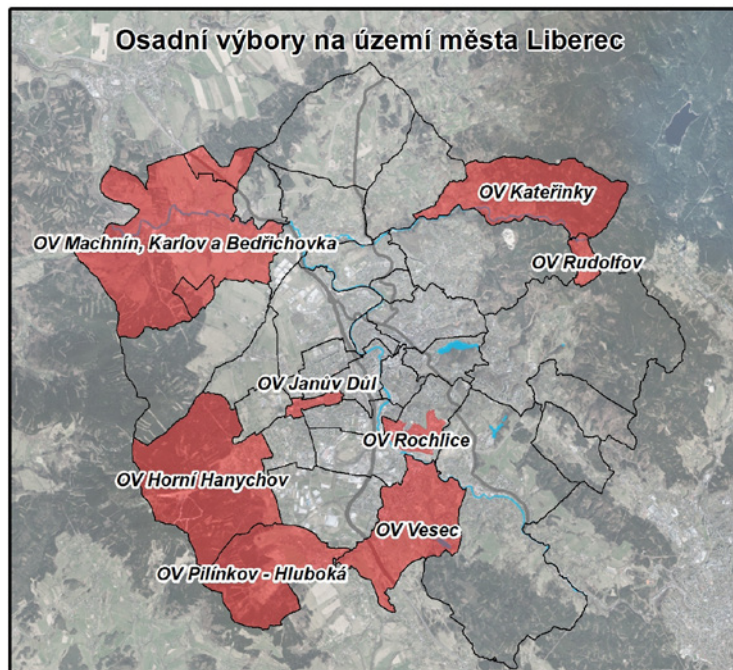 Osadní výbory na území města Liberec
OV Kateřinky
OV Machnín, Karlov a Bedřichovka
OV Rudolfov
OV Janův Důl
OV Rochlice
OV Horní Hanychov
OV Vesec
OV Pilínkov - Hluboká